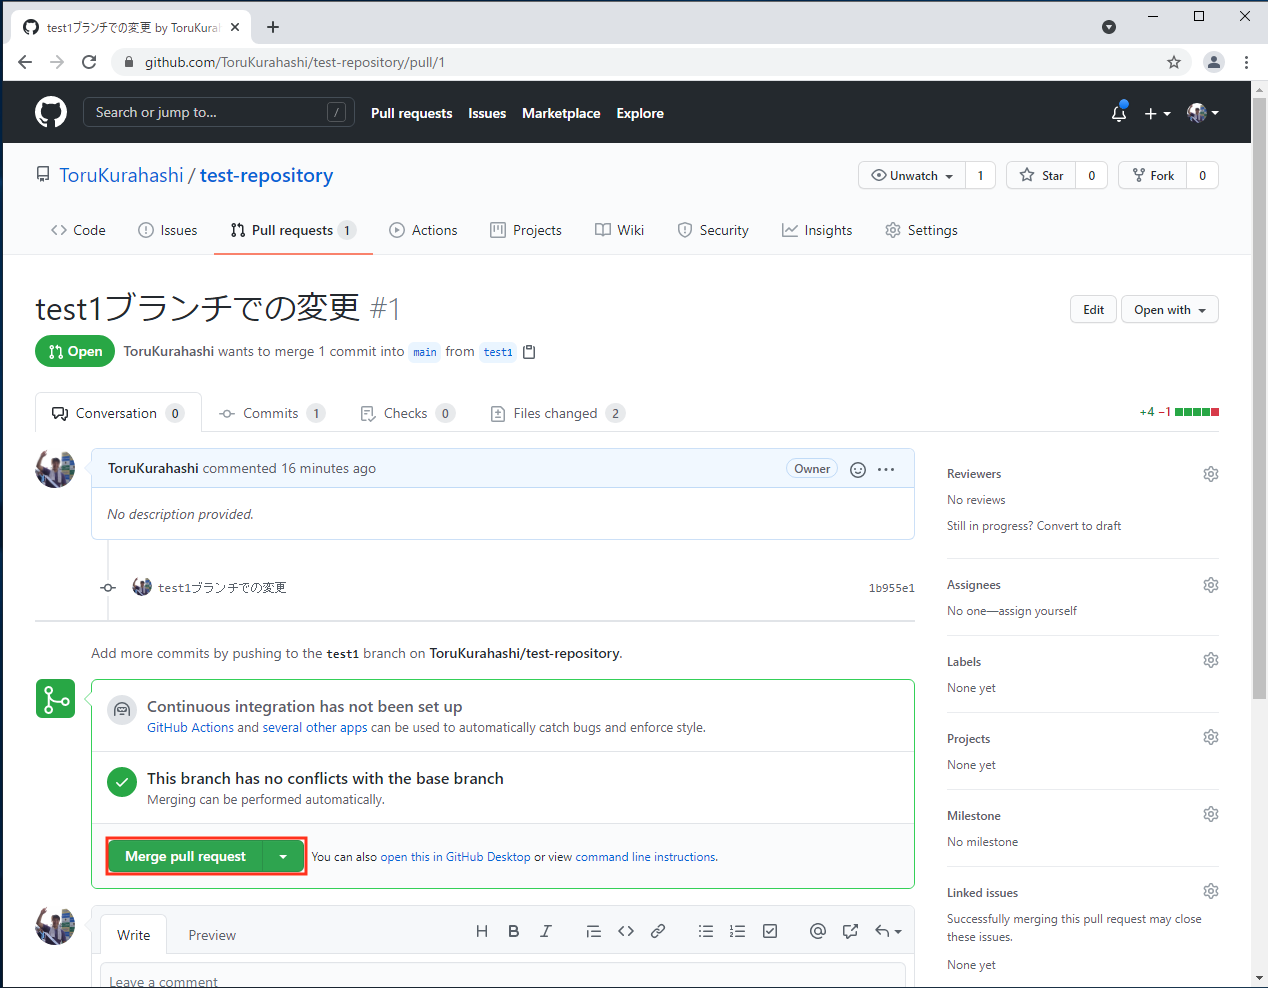 test1ブランチでの変更 by ToruKura
github.com/ToruKurahashi/test-repository/pull/1
Search or jump to... /
Pull requests Issues Marketplace Explore
ToruKurahashi / test-repository
Unwatch 1 Star 0 Fork 0
Code Issues Pull requests 1 Actions Projects Wiki Security Insights Settings
test1ブランチでの変更 #1
Edit Open with
Open ToruKurahashi wants to merge 1 commit into main from test1
Conversation 0 Commits 1 Checks 0 Files changed 2
+4 −1
ToruKurahashi commented 16 minutes ago
Owner
No description provided.
test1ブランチでの変更
1b955e1
Add more commits by pushing to the test1 branch on ToruKurahashi/test-repository.
Continuous integration has not been set up
GitHub Actions and several other apps can be used to automatically catch bugs and enforce style.
This branch has no conflicts with the base branch
Merging can be performed automatically.
Merge pull request
You can also open this in GitHub Desktop or view command line instructions.
Write Preview
Leave a comment
Reviewers
No reviews
Still in progress? Convert to draft
Assignees
No one—assign yourself
Labels
None yet
Projects
None yet
Milestone
No milestone
Linked issues
Successfully merging this pull request may close
these issues.
None yet